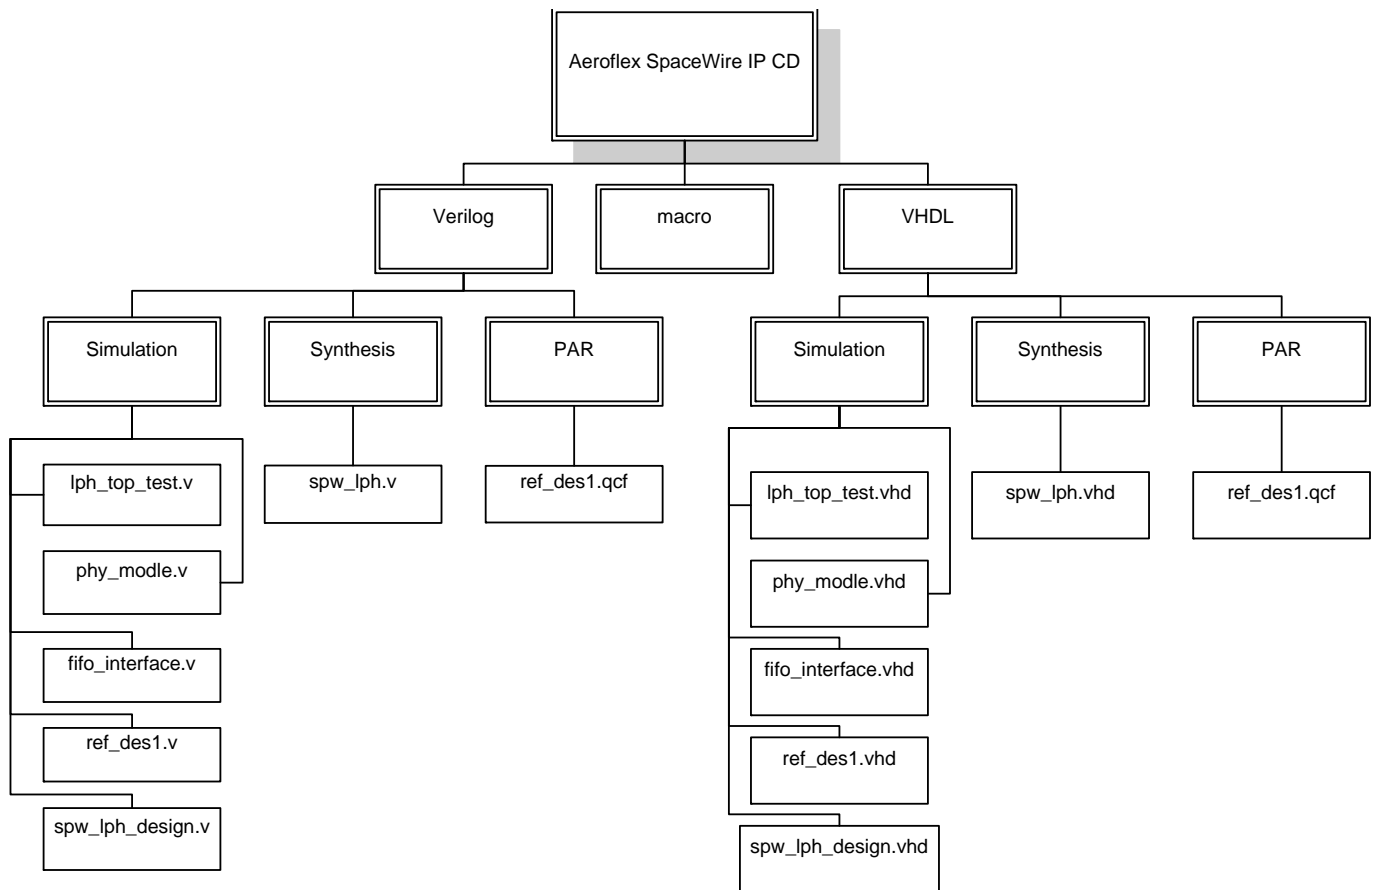 Aeroflex SpaceWire IP CD
Verilog
macro
VHDL
Simulation
Synthesis
PAR
Simulation
Synthesis
PAR
lph_top_test.v
spw_lph.v
ref_des1.qcf
lph_top_test.vhd
spw_lph.vhd
ref_des1.qcf
phy_modle.v
phy_modle.vhd
fifo_interface.v
fifo_interface.vhd
ref_des1.v
ref_des1.vhd
spw_lph_design.v
spw_lph_design.vhd